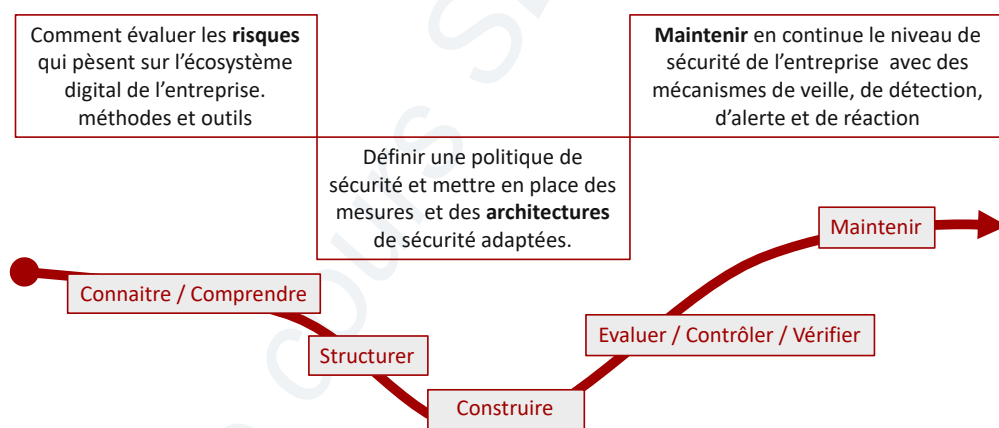 Comment évaluer les risques
qui pèsent sur l'écosystème
digital de l'entreprise.
méthodes et outils
Maintenir en continue le niveau de
sécurité de l'entreprise avec des
mécanismes de veille, de détection,
d'alerte et de réaction
Définir une politique de
sécurité et mettre en place des
mesures et des architectures
de sécurité adaptées.
Maintenir
Connaitre / Comprendre
Evaluer / Contrôler / Vérifier
Structurer
Construire
cours